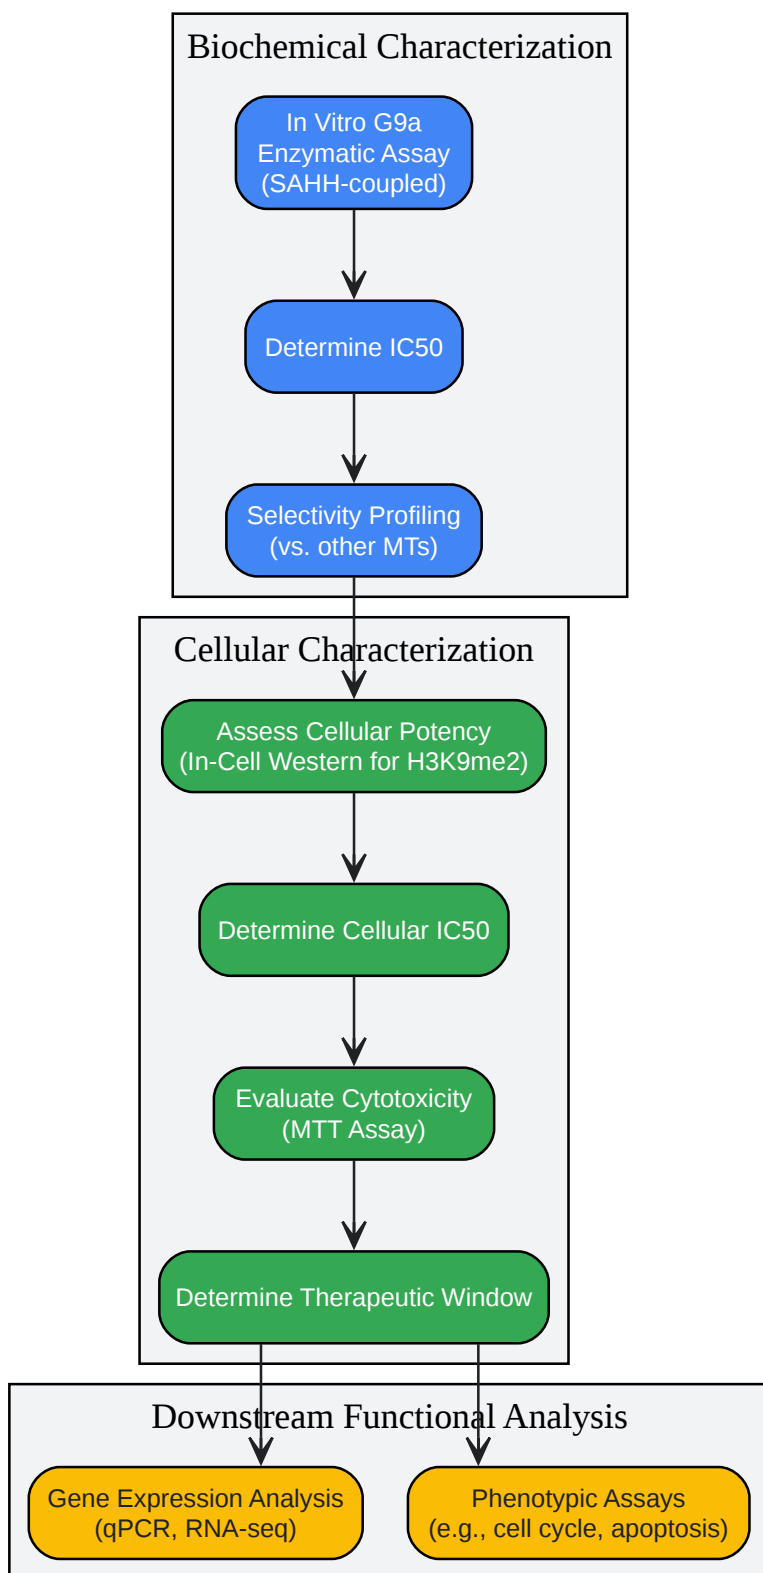 Biochemical Characterization
In Vitro G9a
Enzymatic Assay
(SAHH-coupled)
Determine IC50
Selectivity Profiling
(vs. other MTs)
Cellular Characterization
Assess Cellular Potency
(In-Cell Western for H3K9me2)
Determine Cellular IC50
Evaluate Cytotoxicity
(MTT Assay)
Determine Therapeutic Window
Downstream Functional Analysis
Gene Expression Analysis
(qPCR, RNA-seq)
Phenotypic Assays
(e.g., cell cycle, apoptosis)